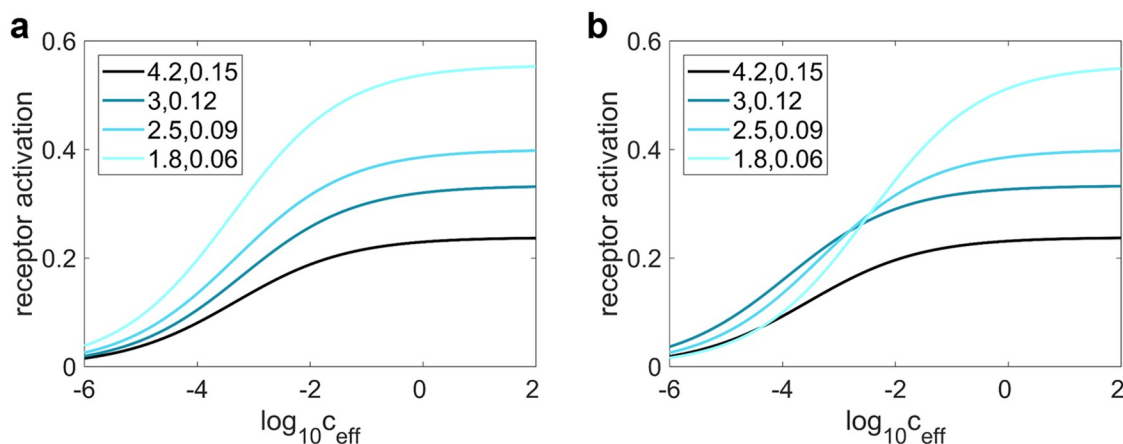 a
0.6
0.4
0.2
0
receptor activation
4.2,0.15
3,0.12
2.5,0.09
1.8,0.06
-6 -4 -2 0 2
log10ceff
b
0.6
0.4
0.2
0
receptor activation
4.2,0.15
3,0.12
2.5,0.09
1.8,0.06
-6 -4 -2 0 2
log10ceff